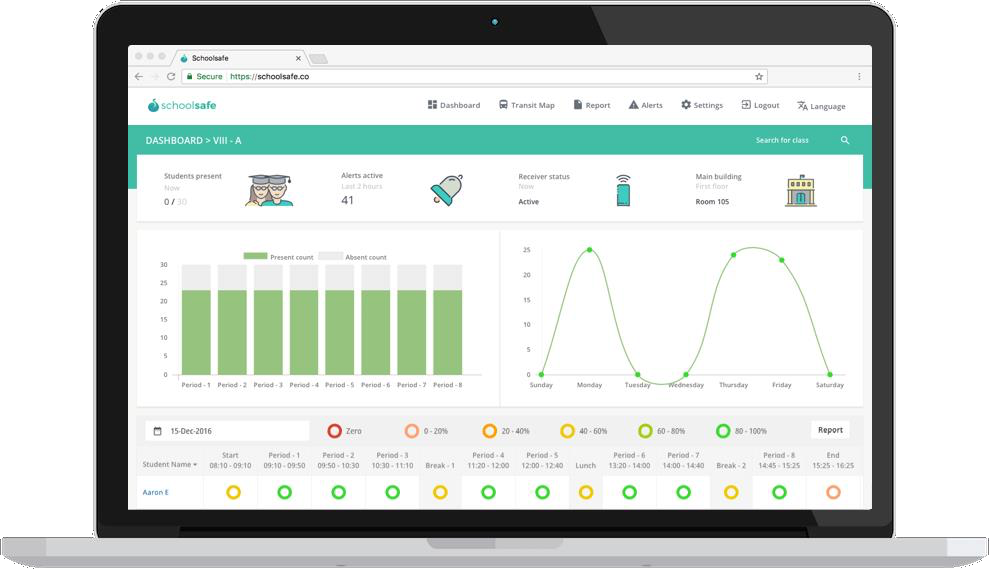 Schoolsafe
Secure https://schoolsafe.co
schoolsafe
Dashboard Transit Map Report Alerts Settings Logout Language
DASHBOARD > VIII - A
Search for class
Students present
Now
0 / 30
Alerts active
Last 2 hours
41
Receiver status
Now
Active
Main building
First floor
Room 105
Present count Absent count
30
25
20
15
10
5
0
Period - 1 Period - 2 Period - 3 Period - 4 Period - 5 Period - 6 Period - 7 Period - 8
25
20
15
10
5
0
Sunday Monday Tuesday Wednesday Thursday Friday Saturday
15-Dec-2016 Zero 0 - 20% 20 - 40% 40 - 60% 60 - 80% 80 - 100% Report
Student Name
Start
08:10 - 09:10
Period - 1
09:10 - 09:50
Period - 2
09:50 - 10:30
Period - 3
10:30 - 11:10
Break - 1
Period - 4
11:20 - 12:00
Period - 5
12:00 - 12:40
Lunch
Period - 6
13:20 - 14:00
Period - 7
14:00 - 14:40
Break - 2
Period - 8
14:45 - 15:25
End
15:25 - 16:25
Aaron E